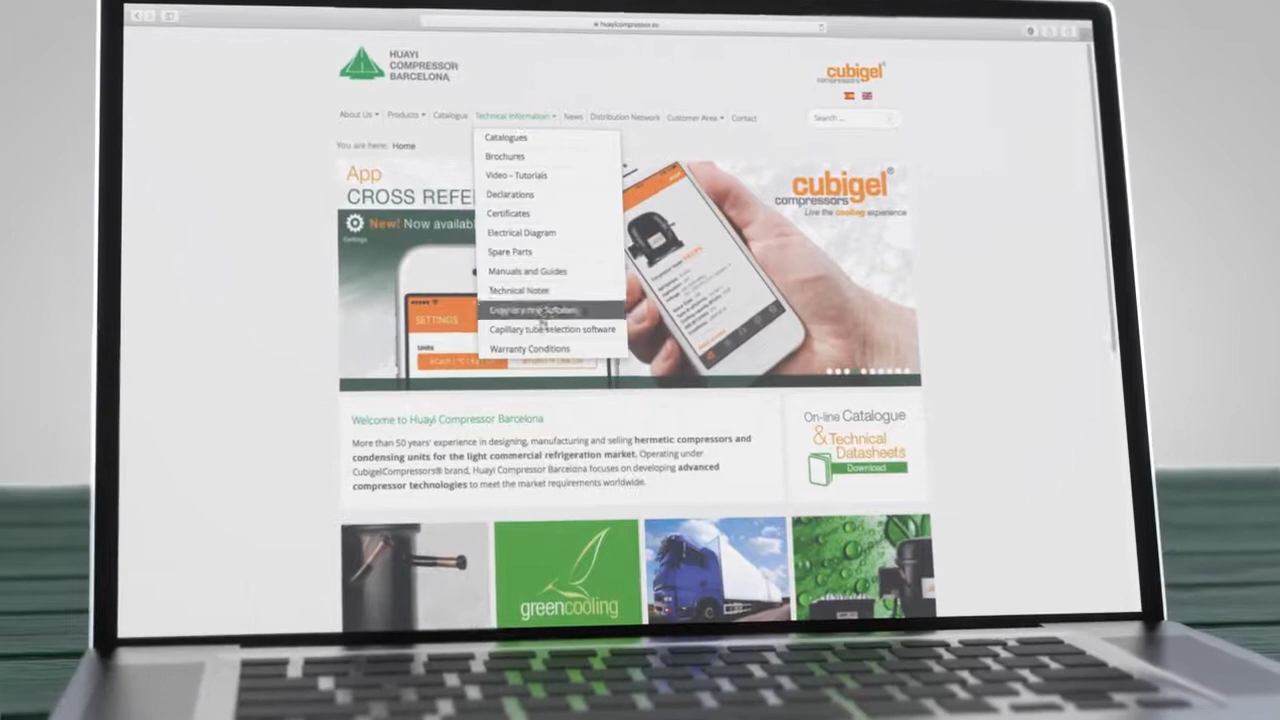 huayicompressor.es
HUAYI
COMPRESSOR
BARCELONA
cubigel®
compressors
About Us Products Catalogue Technical Information News Distribution Network Customer Area Contact
Search ...
You are here: Home
Catalogues
Brochures
Video - Tutorials
Declarations
Certificates
Electrical Diagram
Spare Parts
Manuals and Guides
Technical Notes
Capillary tube selection software
Warranty Conditions
App
CROSS REFE
New! Now availab
Settings
SETTINGS
Units
cubigel®
compressors
Live the cooling experience
Welcome to Huayi Compressor Barcelona
More than 50 years' experience in designing, manufacturing and selling hermetic compressors and
condensing units for the light commercial refrigeration market. Operating under
CubigelCompressors® brand, Huayi Compressor Barcelona focuses on developing advanced
compressor technologies to meet the market requirements worldwide.
On-line Catalogue
& Technical
Datasheets
Download
greencooling